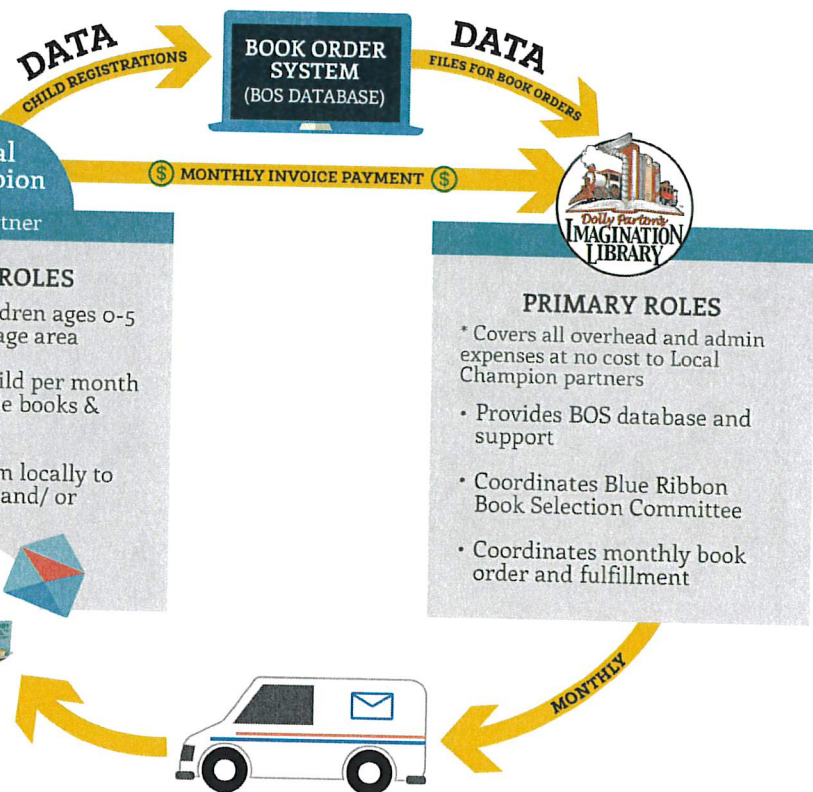 DATA
CHILD REGISTRATIONS
BOOK ORDER
SYSTEM
(BOS DATABASE)
DATA
FILES FOR BOOK ORDERS
al
pion
tner
$ MONTHLY INVOICE PAYMENT $
Dolly Parton's
IMAGINATION
LIBRARY
ROLES
dren ages 0-5
age area
ild per month
e books &
n locally to
and/ or
PRIMARY ROLES
* Covers all overhead and admin
expenses at no cost to Local
Champion partners
• Provides BOS database and
support
• Coordinates Blue Ribbon
Book Selection Committee
• Coordinates monthly book
order and fulfillment
MONTHLY